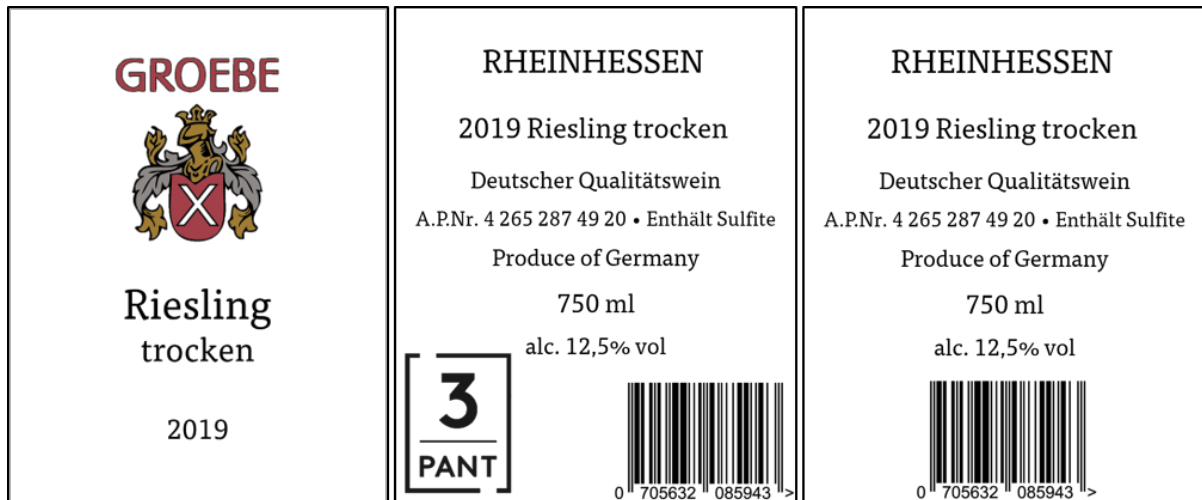 GROEBE
X
Riesling
trocken
2019
RHEINHESSEN
2019 Riesling trocken
Deutscher Qualitätswein
A.P.Nr. 4 265 287 49 20 • Enthält Sulfite
Produce of Germany
750 ml
alc. 12,5% vol
3
PANT
0 705632 085943 >
RHEINHESSEN
2019 Riesling trocken
Deutscher Qualitätswein
A.P.Nr. 4 265 287 49 20 • Enthält Sulfite
Produce of Germany
750 ml
alc. 12,5% vol
0 705632 085943 >